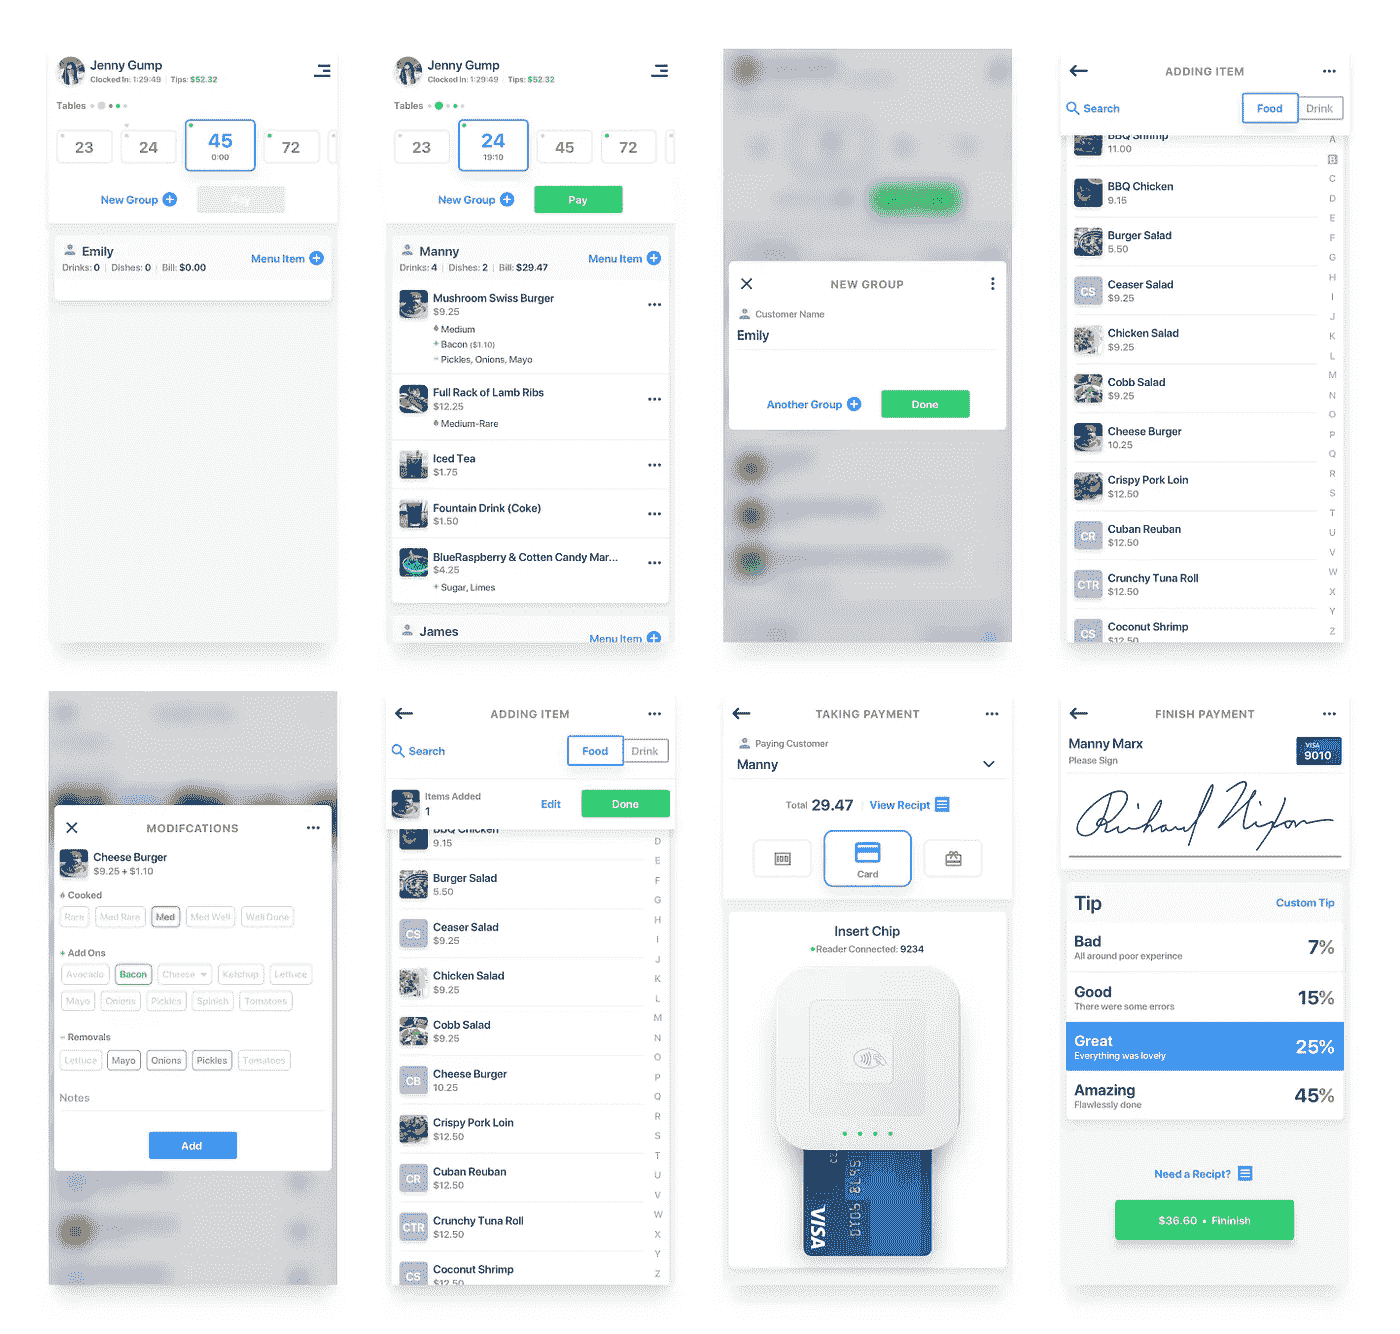 Jenny Gump
Clocked In: 1:29:49 | Tips: $52.32
Tables
23
24
45
0:00
72
New Group
Pay
Emily
Drinks: 0 | Dishes: 0 | Bill: $0.00
Menu Item
Jenny Gump
Clocked In: 1:29:49 | Tips: $52.32
Tables
23
24
19:10
45
72
New Group
Pay
Manny
Drinks: 4 | Dishes: 2 | Bill: $29.47
Menu Item
Mushroom Swiss Burger
$9.25
Medium
+ Bacon ($1.10)
- Pickles, Onions, Mayo
Full Rack of Lamb Ribs
$12.25
Medium-Rare
Iced Tea
$1.75
Fountain Drink (Coke)
$1.50
BlueRaspberry & Cotten Candy Mar...
$4.25
+ Sugar, Limes
James
Menu Item
NEW GROUP
Customer Name
Emily
Another Group
Done
ADDING ITEM
Search
Food
Drink
BBQ Shrimp
11.00
BBQ Chicken
9.15
Burger Salad
5.50
CS
Ceaser Salad
$9.25
Chicken Salad
$9.25
Cobb Salad
$9.25
Cheese Burger
10.25
Crispy Pork Loin
$12.50
CR
Cuban Reuban
$12.50
CTR
Crunchy Tuna Roll
$12.50
CS
Coconut Shrimp
$12.50
A
B
C
D
E
F
G
H
I
J
K
L
M
N
O
P
Q
R
S
T
U
V
W
X
Y
Z
MODIFCATIONS
Cheese Burger
$9.25 + $1.10
Cooked
Rare
Med Rare
Med
Med Well
Well Done
+ Add Ons
Avocado
Bacon
Cheese
Ketchup
Lettuce
Mayo
Onions
Pickles
Spinich
Tomatoes
- Removals
Lettuce
Mayo
Onions
Pickles
Tomatoes
Notes
Add
ADDING ITEM
Search
Food
Drink
Items Added
1
Edit
Done
BBQ Chicken
9.15
Burger Salad
5.50
CS
Ceaser Salad
$9.25
Chicken Salad
$9.25
Cobb Salad
$9.25
CB
Cheese Burger
10.25
Crispy Pork Loin
$12.50
CR
Cuban Reuban
$12.50
CTR
Crunchy Tuna Roll
$12.50
CS
Coconut Shrimp
$12.50
D
E
F
G
H
I
J
K
L
M
N
O
P
Q
R
S
T
U
V
W
X
Y
Z
TAKING PAYMENT
Paying Customer
Manny
Total 29.47
View Recipt
Card
Insert Chip
Reader Connected: 9234
VISA
FINISH PAYMENT
Manny Marx
Please Sign
VISA
9010
Richard Nixon
Tip
Custom Tip
Bad
All around poor experince
7%
Good
There were some errors
15%
Great
Everything was lovely
25%
Amazing
Flawlessly done
45%
Need a Recipt?
$36.60 • Fininish